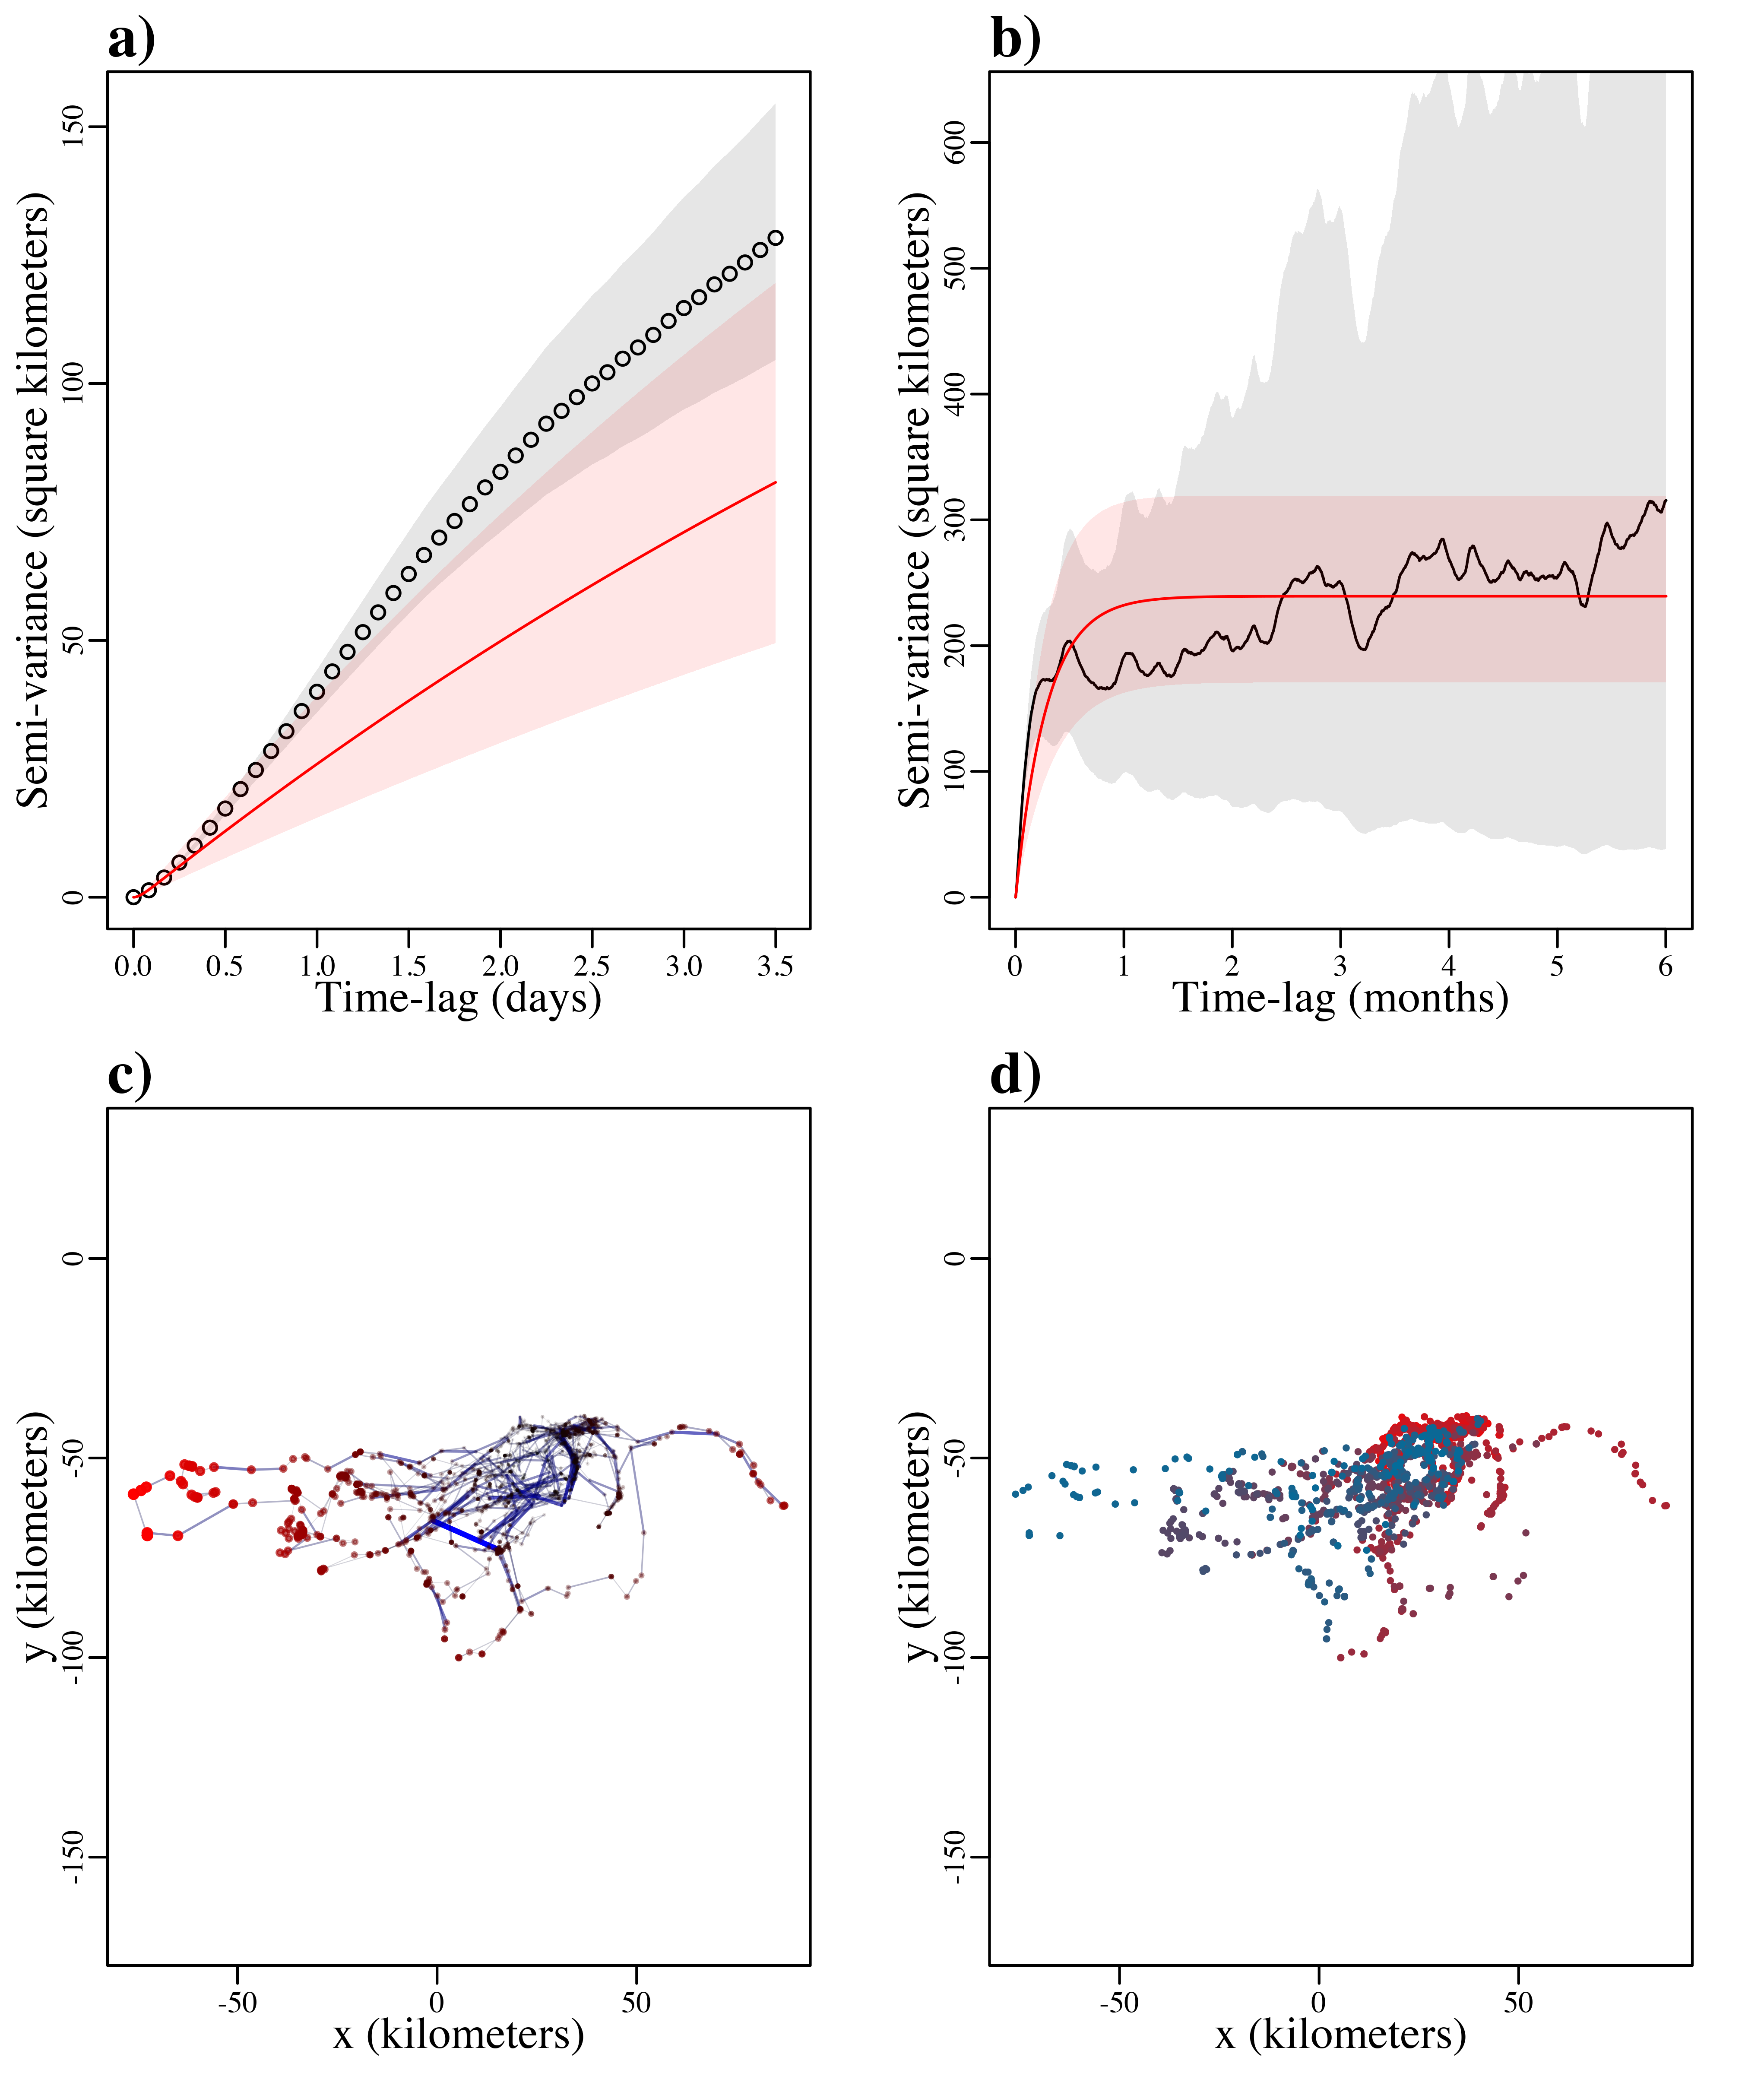 a)
Semi-variance (square kilometers)
0 50 100 150
0.0 0.5 1.0 1.5 2.0 2.5 3.0 3.5
Time-lag (days)
b)
Semi-variance (square kilometers)
0 100 200 300 400 500 600
0 1 2 3 4 5 6
Time-lag (months)
c)
y (kilometers)
-150 -100 -50 0
-50 0 50
x (kilometers)
d)
y (kilometers)
-150 -100 -50 0
-50 0 50
x (kilometers)